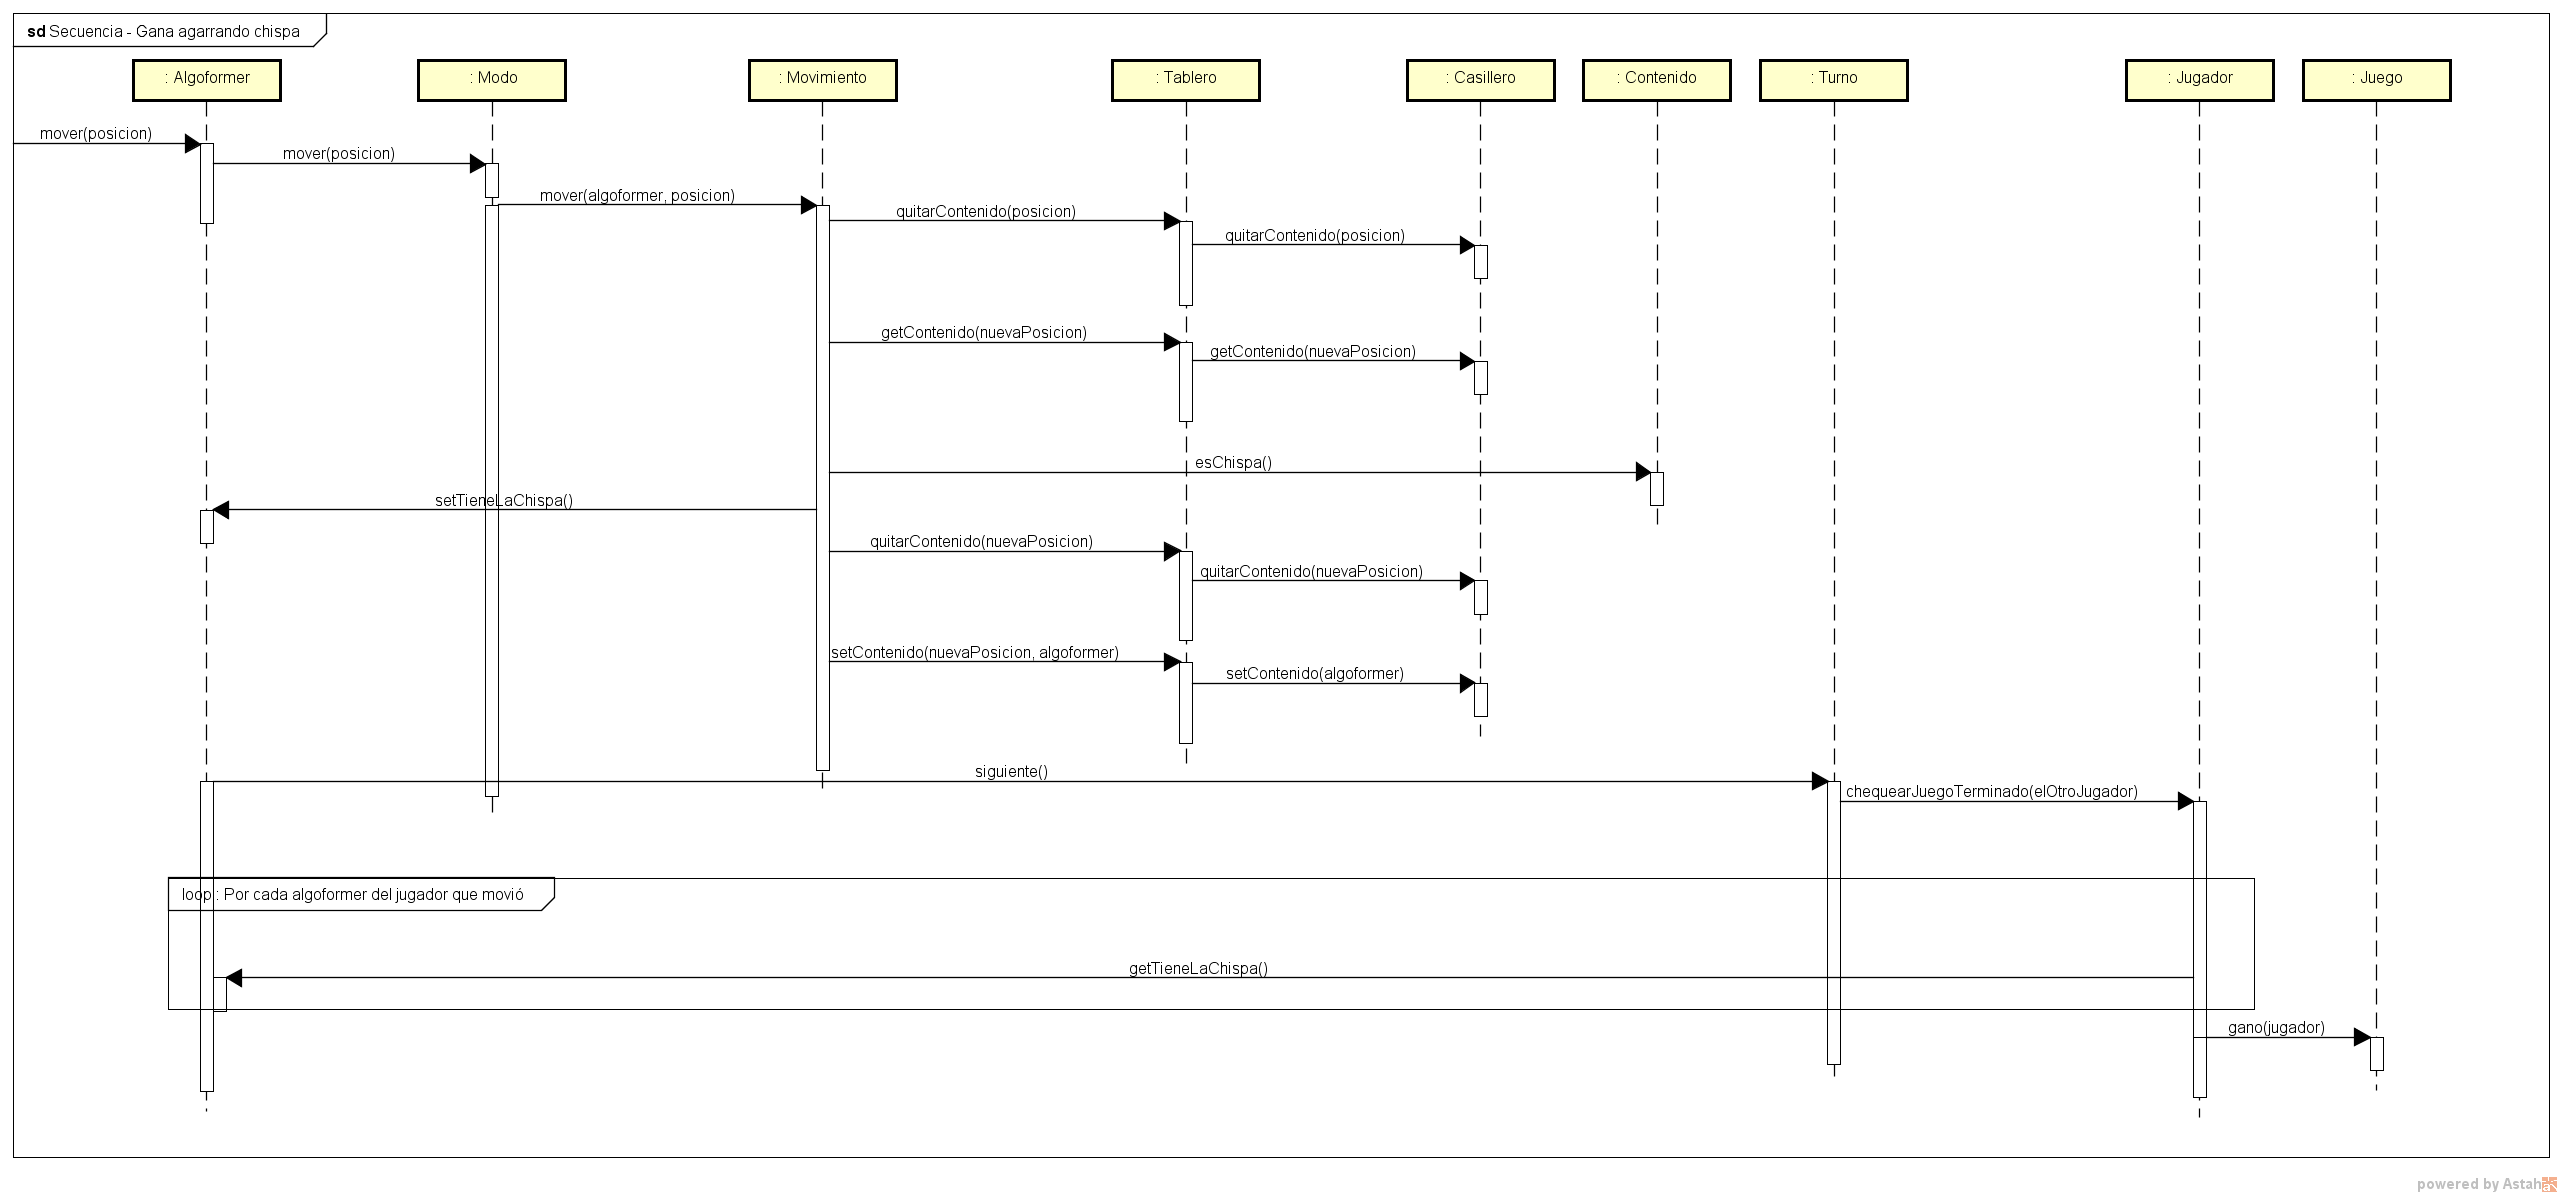 sd Secuencia - Gana agarrando chispa
: Algoformer
: Modo
: Movimiento
: Tablero
: Casillero
: Contenido
: Turno
: Jugador
: Juego
mover(posicion)
mover(posicion)
mover(algoformer, posicion)
quitarContenido(posicion)
quitarContenido(posicion)
getContenido(nuevaPosicion)
getContenido(nuevaPosicion)
esChispa()
setTieneLaChispa()
quitarContenido(nuevaPosicion)
quitarContenido(nuevaPosicion)
setContenido(nuevaPosicion, algoformer)
setContenido(algoformer)
siguiente()
chequearJuegoTerminado(elOtroJugador)
loop : Por cada algoformer del jugador que movió
getTieneLaChispa()
gano(jugador)
powered by Astah